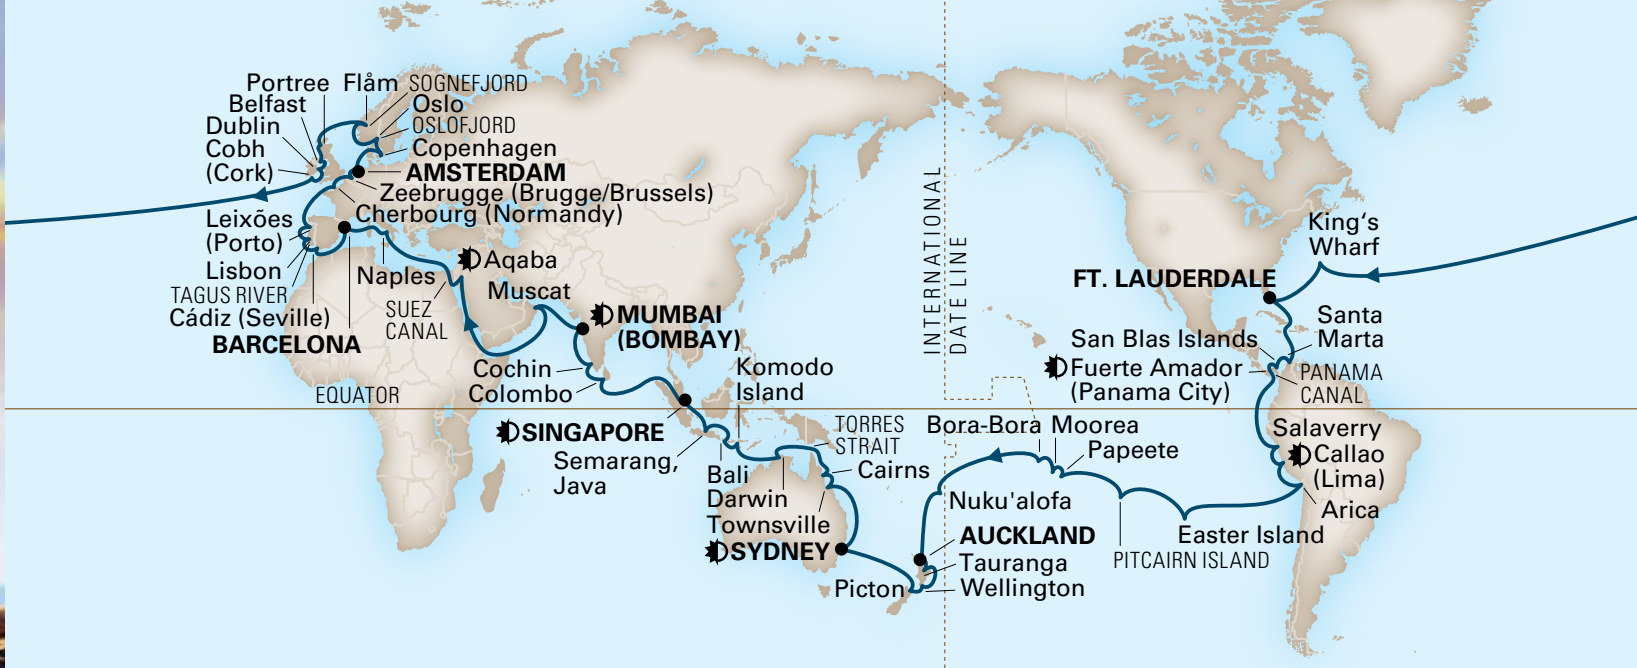 Portree
Flåm
SOGNEFJORD
Belfast
Oslo
Dublin
OSLOFJORD
Cobh
(Cork)
Copenhagen
AMSTERDAM
Zeebrugge (Brugge/Brussels)
Cherbourg (Normandy)
Leixões
(Porto)
Lisbon
TAGUS RIVER
Cádiz (Seville)
BARCELONA
Naples
SUEZ
CANAL
Aqaba
Muscat
MUMBAI
(BOMBAY)
Cochin
Colombo
EQUATOR
SINGAPORE
Semarang,
Java
Komodo
Island
Bali
Darwin
Townsville
TORRES
STRAIT
Cairns
SYDNEY
Picton
AUCKLAND
Tauranga
Wellington
INTERNATIONAL
DATE LINE
Nuku'alofa
Bora-Bora
Moorea
Papeete
PITCAIRN ISLAND
Easter Island
Arica
Callao
(Lima)
Salaverry
PANAMA
CANAL
Fuerte Amador
(Panama City)
San Blas Islands
Santa
Marta
FT. LAUDERDALE
King‘s
Wharf